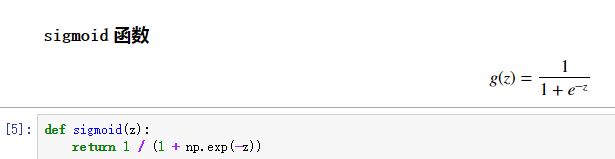 sigmoid 函数
g(z) = 1 / (1 + e^{-z})
[5]: def sigmoid(z):
return 1 / (1 + np.exp(-z))